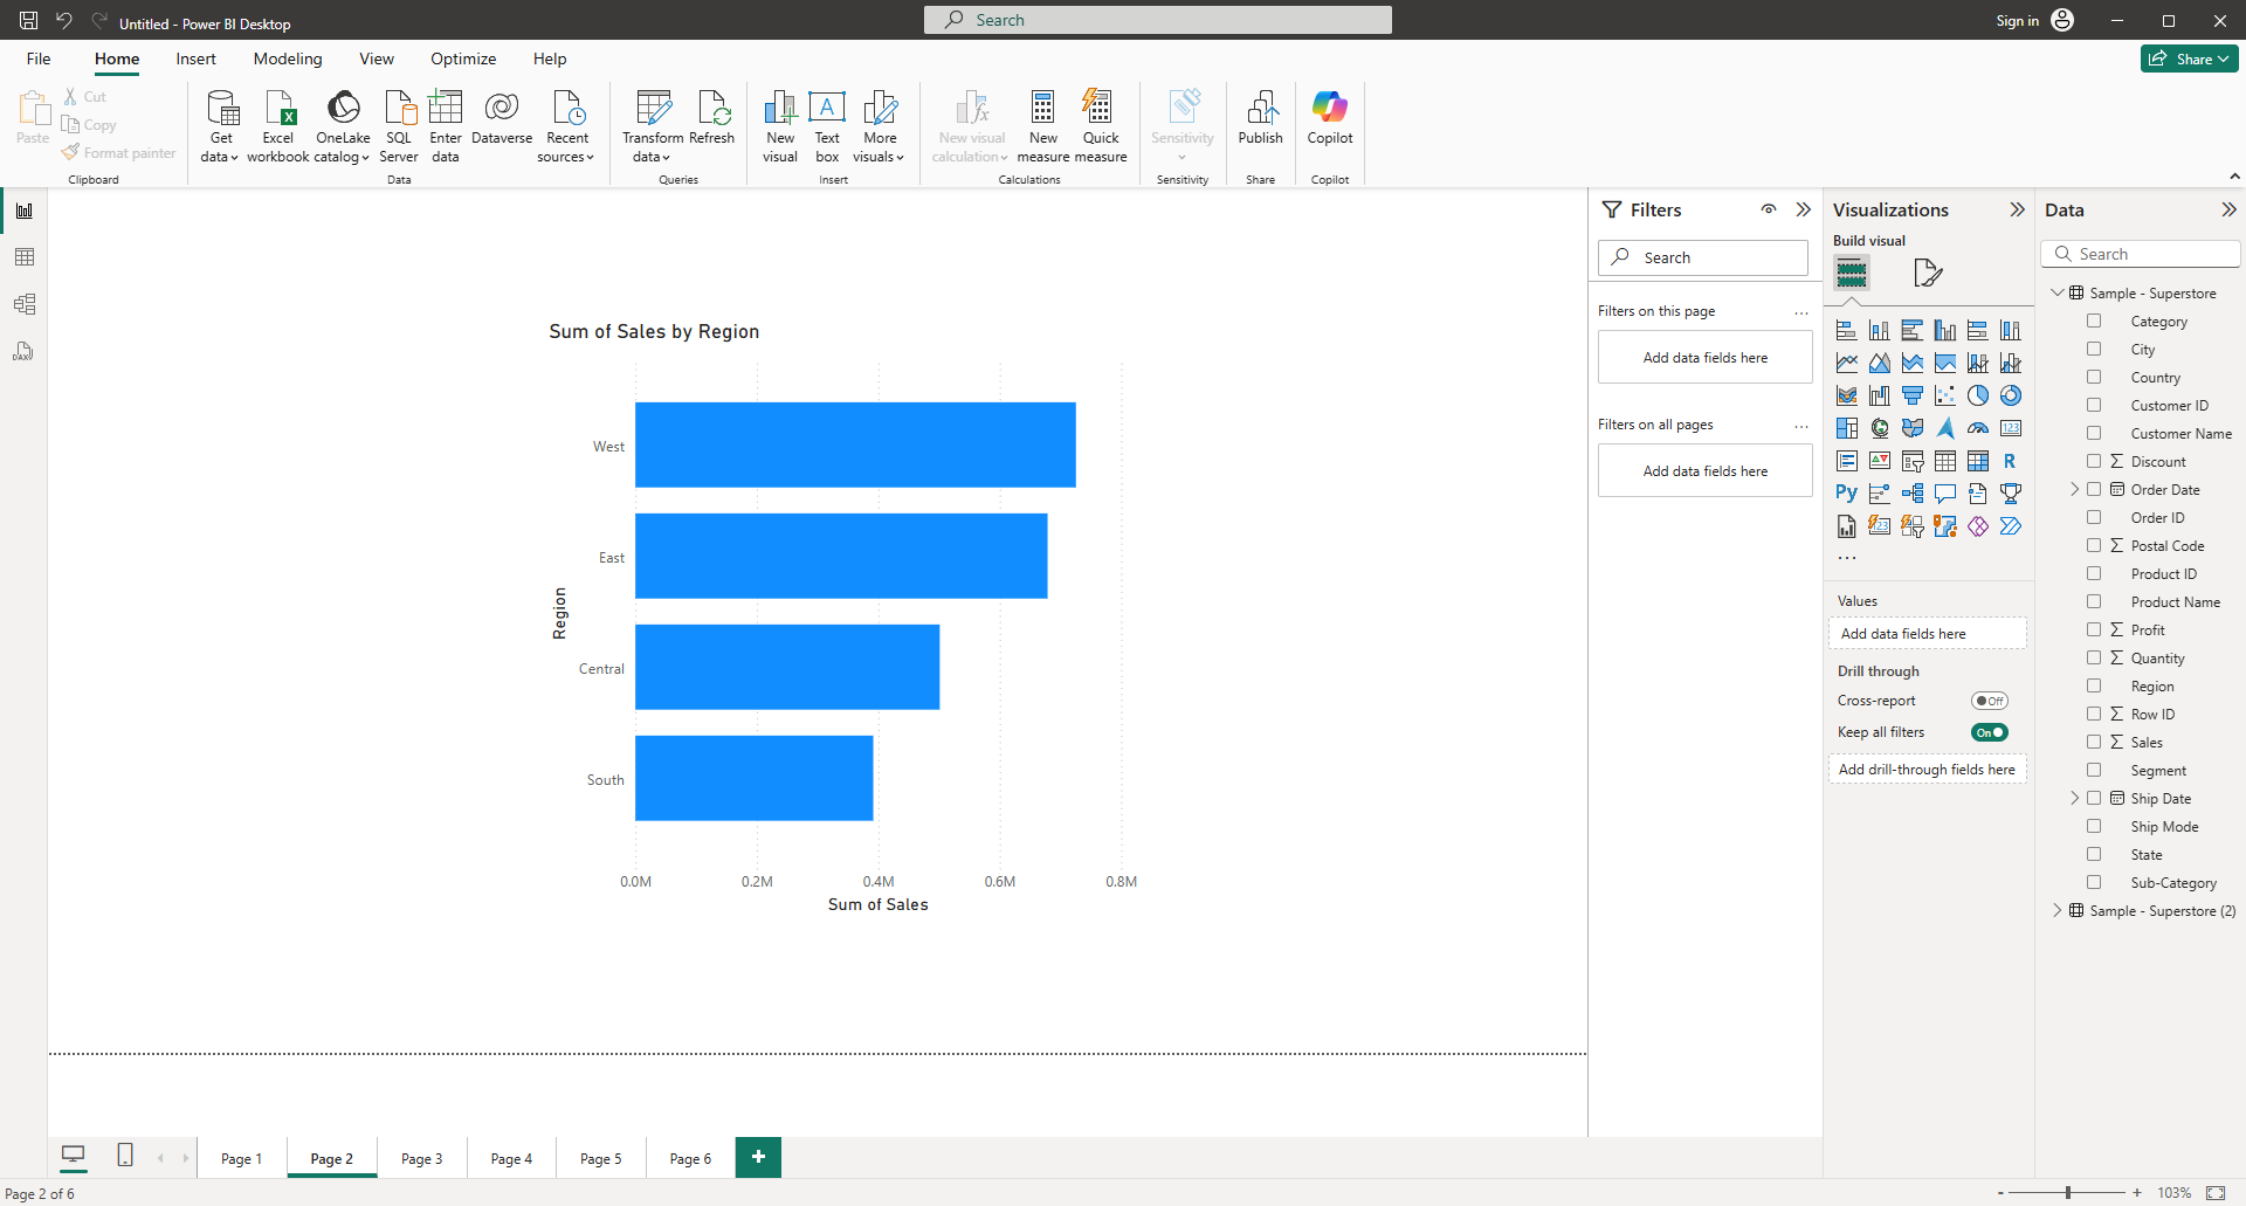 Untitled - Power BI Desktop
Search
Sign in
File
Home
Insert
Modeling
View
Optimize
Help
Share
Paste
Cut
Copy
Format painter
Clipboard
Get data
Excel workbook
OneLake catalog
SQL Server
Enter data
Dataverse
Recent sources
Data
Transform data
Refresh
Queries
New visual
Text box
More visuals
Insert
New visual calculation
New measure
Quick measure
Calculations
Sensitivity
Sensitivity
Publish
Share
Copilot
Copilot
Sum of Sales by Region
Region
West
East
Central
South
0.0M
0.2M
0.4M
0.6M
0.8M
Sum of Sales
Filters
Search
Filters on this page
Add data fields here
Filters on all pages
Add data fields here
Visualizations
Build visual
123
R
Py
123
Values
Add data fields here
Drill through
Cross-report
Off
Keep all filters
On
Add drill-through fields here
Data
Search
Sample - Superstore
Category
City
Country
Customer ID
Customer Name
Discount
Order Date
Order ID
Postal Code
Product ID
Product Name
Profit
Quantity
Region
Row ID
Sales
Segment
Ship Date
Ship Mode
State
Sub-Category
Sample - Superstore (2)
DAX
Page 1
Page 2
Page 3
Page 4
Page 5
Page 6
Page 2 of 6
103%